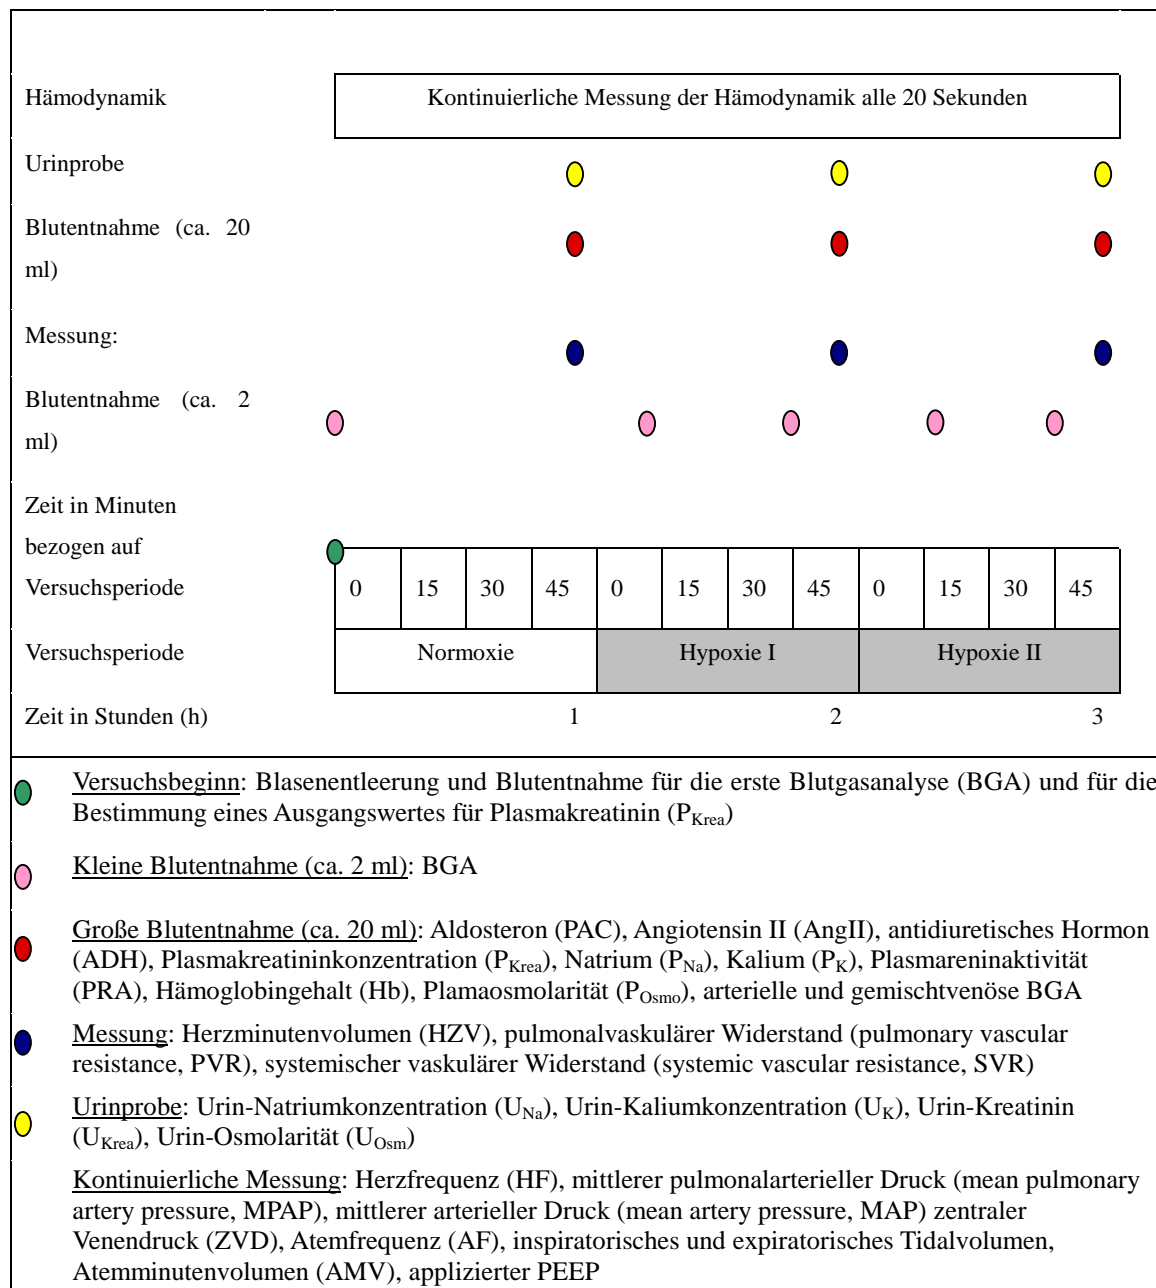 Hämodynamik
Kontinuierliche Messung der Hämodynamik alle 20 Sekunden
Urinprobe
Blutentnahme (ca. 20
ml)
Messung:
Blutentnahme (ca. 2
ml)
Zeit in Minuten
bezogen auf
Versuchsperiode
0 15 30 45 0 15 30 45 0 15 30 45
Versuchsperiode
Normoxie Hypoxie I Hypoxie II
Zeit in Stunden (h)
1 2 3
Versuchsbeginn: Blasenentleerung und Blutentnahme für die erste Blutgasanalyse (BGA) und für die
Bestimmung eines Ausgangswertes für Plasmakreatinin (PKrea)
Kleine Blutentnahme (ca. 2 ml): BGA
Große Blutentnahme (ca. 20 ml): Aldosteron (PAC), Angiotensin II (AngII), antidiuretisches Hormon
(ADH), Plasmakreatininkonzentration (PKrea), Natrium (PNa), Kalium (PK), Plasmareninaktivität
(PRA), Hämoglobingehalt (Hb), Plamaosmolarität (POsmo), arterielle und gemischtvenöse BGA
Messung: Herzminutenvolumen (HZV), pulmonalvaskulärer Widerstand (pulmonary vascular
resistance, PVR), systemischer vaskulärer Widerstand (systemic vascular resistance, SVR)
Urinprobe: Urin-Natriumkonzentration (UNa), Urin-Kaliumkonzentration (UK), Urin-Kreatinin
(UKrea), Urin-Osmolarität (UOsm)
Kontinuierliche Messung: Herzfrequenz (HF), mittlerer pulmonalarterieller Druck (mean pulmonary
artery pressure, MPAP), mittlerer arterieller Druck (mean artery pressure, MAP) zentraler
Venendruck (ZVD), Atemfrequenz (AF), inspiratorisches und expiratorisches Tidalvolumen,
Atemminutenvolumen (AMV), applizierter PEEP